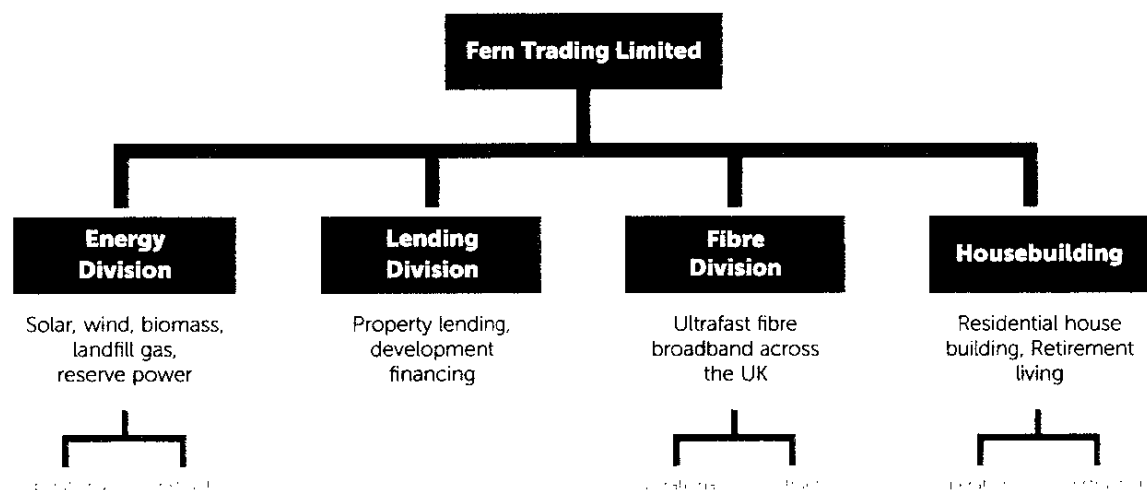 Fern Trading Limited
Energy
Division
Lending
Division
Fibre
Division
Housebuilding
Solar, wind, biomass,
landfill gas,
reserve power
Property lending,
development
financing
Ultrafast fibre
broadband across
the UK
Residential house
building, Retirement
living